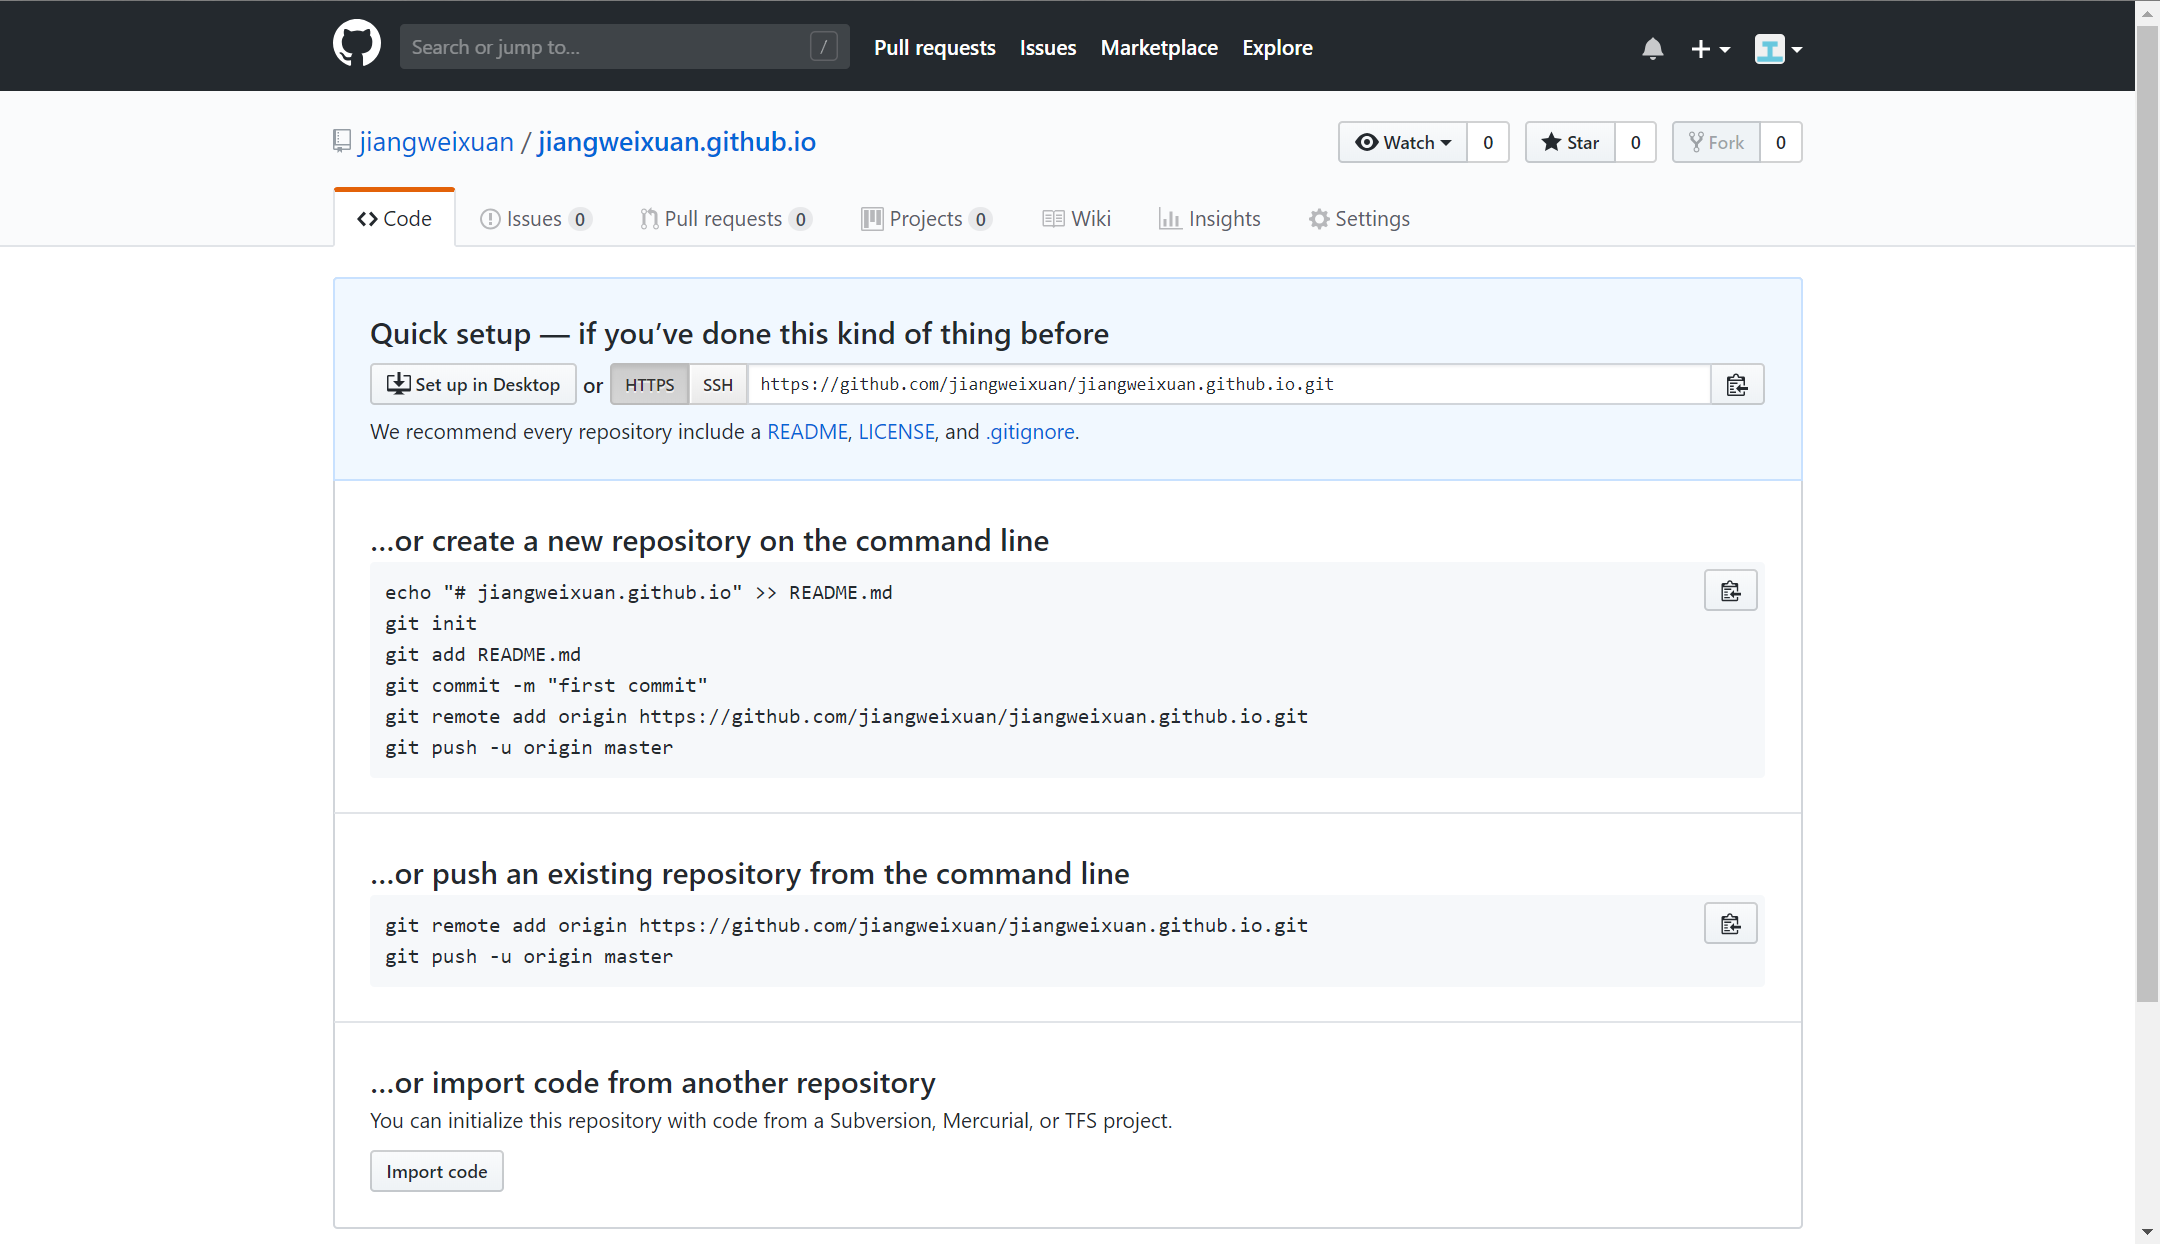 Search or jump to... / Pull requests Issues Marketplace Explore
jiangweixuan / jiangweixuan.github.io Watch 0 Star 0 Fork 0
Code Issues 0 Pull requests 0 Projects 0 Wiki Insights Settings
Quick setup — if you’ve done this kind of thing before
Set up in Desktop or HTTPS SSH https://github.com/jiangweixuan/jiangweixuan.github.io.git
We recommend every repository include a README, LICENSE, and .gitignore.
…or create a new repository on the command line
echo "# jiangweixuan.github.io" >> README.md
git init
git add README.md
git commit -m "first commit"
git remote add origin https://github.com/jiangweixuan/jiangweixuan.github.io.git
git push -u origin master
…or push an existing repository from the command line
git remote add origin https://github.com/jiangweixuan/jiangweixuan.github.io.git
git push -u origin master
…or import code from another repository
You can initialize this repository with code from a Subversion, Mercurial, or TFS project.
Import code